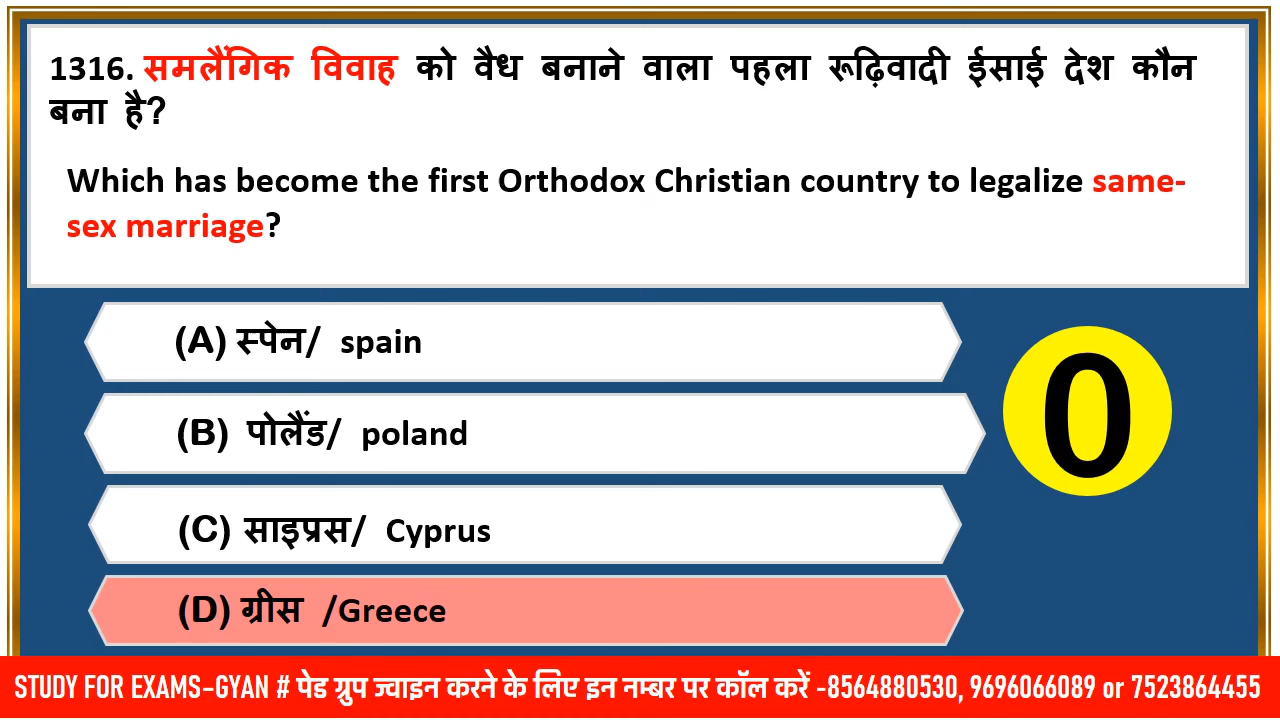 1316. समलैंगिक विवाह को वैध बनाने वाला पहला रूढ़िवादी ईसाई देश कौन
बना है?
Which has become the first Orthodox Christian country to legalize same-
sex marriage?
(A) स्पेन/ spain
(B) पोलैंड/ poland
(C) साइप्रस/ Cyprus
(D) ग्रीस /Greece
0
STUDY FOR EXAMS-GYAN # पेड ग्रुप ज्वाइन करने के लिए इन नम्बर पर कॉल करें -8564880530, 9696066089 or 7523864455